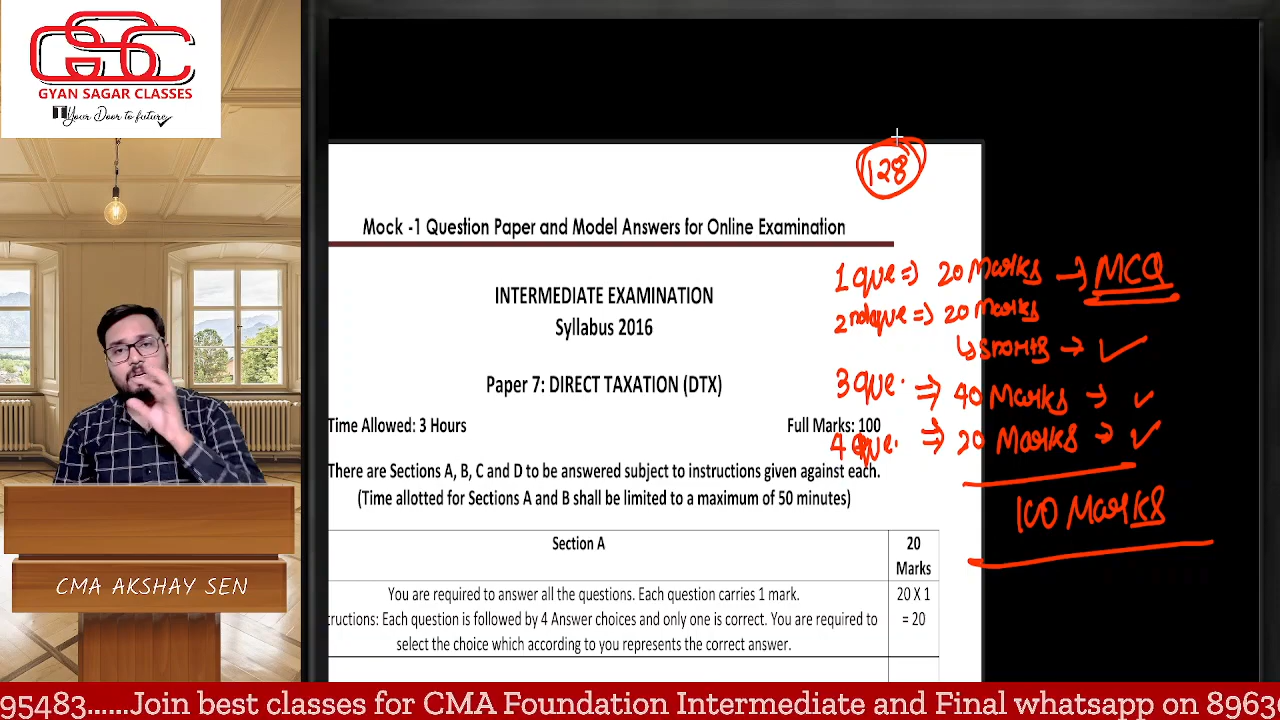 GSC
GYAN SAGAR CLASSES
Your Door to future
128
Mock -1 Question Paper and Model Answers for Online Examination
1 que => 20 Marks → MCQ
INTERMEDIATE EXAMINATION
2nd que => 20 Marks
Syllabus 2016
↳ shorts → ✓
Paper 7: DIRECT TAXATION (DTX)
3 que. => 40 Marks → ✓
Time Allowed: 3 Hours
Full Marks: 100
4 que. => 20 Marks → ✓
There are Sections A, B, C and D to be answered subject to instructions given against each.
(Time allotted for Sections A and B shall be limited to a maximum of 50 minutes)
100 Marks
Section A
20
Marks
You are required to answer all the questions. Each question carries 1 mark.
20 X 1
ructions: Each question is followed by 4 Answer choices and only one is correct. You are required to
= 20
select the choice which according to you represents the correct answer.
CMA AKSHAY SEN
95483......Join best classes for CMA Foundation Intermediate and Final whatsapp on 8963